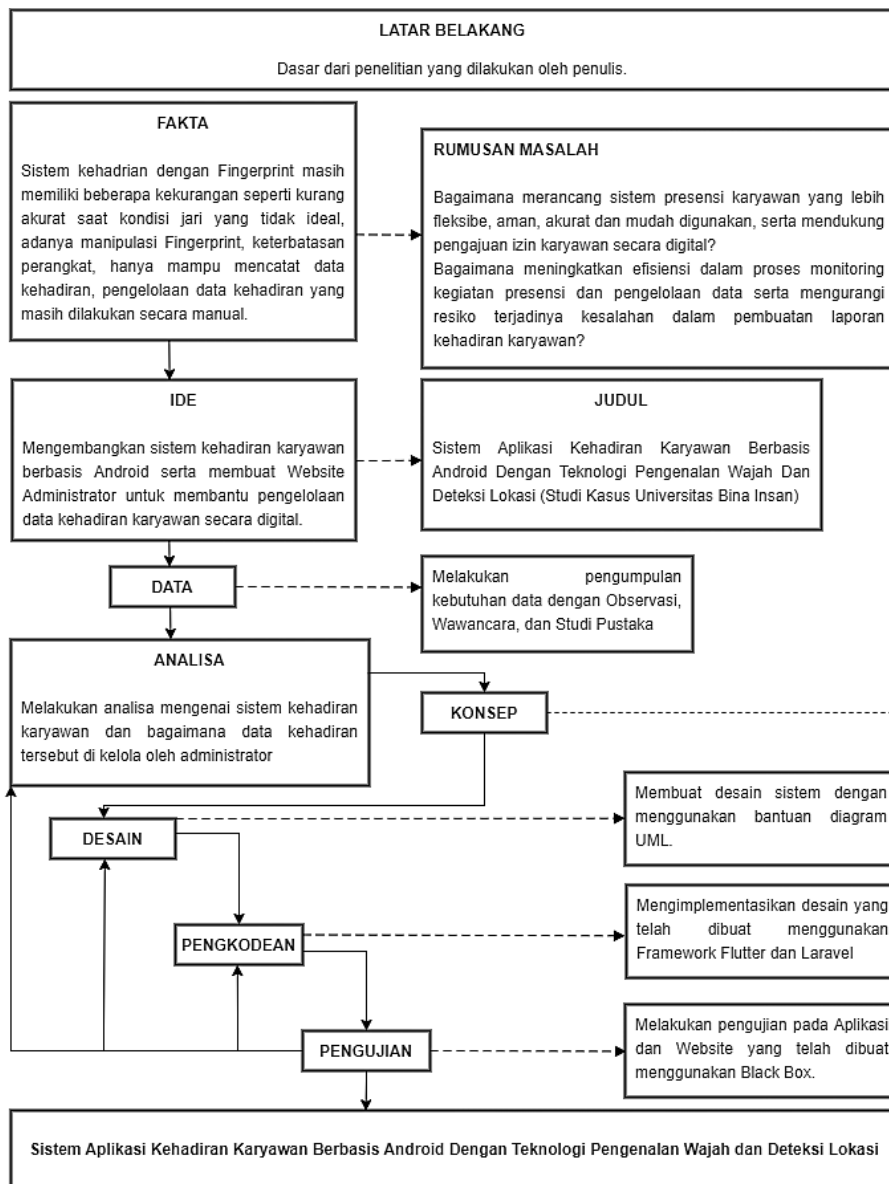 LATAR BELAKANG
Dasar dari penelitian yang dilakukan oleh penulis.
FAKTA
Sistem kehadrian dengan Fingerprint masih
memiliki beberapa kekurangan seperti kurang
akurat saat kondisi jari yang tidak ideal,
adanya manipulasi Fingerprint, keterbatasan
perangkat, hanya mampu mencatat data
kehadiran, pengelolaan data kehadiran yang
masih dilakukan secara manual.
RUMUSAN MASALAH
Bagaimana merancang sistem presensi karyawan yang lebih
fleksibe, aman, akurat dan mudah digunakan, serta mendukung
pengajuan izin karyawan secara digital?
Bagaimana meningkatkan efisiensi dalam proses monitoring
kegiatan presensi dan pengelolaan data serta mengurangi
resiko terjadinya kesalahan dalam pembuatan laporan
kehadiran karyawan?
IDE
Mengembangkan sistem kehadiran karyawan
berbasis Android serta membuat Website
Administrator untuk membantu pengelolaan
data kehadiran karyawan secara digital.
JUDUL
Sistem Aplikasi Kehadiran Karyawan Berbasis
Android Dengan Teknologi Pengenalan Wajah Dan
Deteksi Lokasi (Studi Kasus Universitas Bina Insan)
DATA
Melakukan pengumpulan
kebutuhan data dengan Observasi,
Wawancara, dan Studi Pustaka
ANALISA
Melakukan analisa mengenai sistem kehadiran
karyawan dan bagaimana data kehadiran
tersebut di kelola oleh administrator
KONSEP
DESAIN
Membuat desain sistem dengan
menggunakan bantuan diagram
UML.
PENGKODEAN
Mengimplementasikan desain yang
telah dibuat menggunakan
Framework Flutter dan Laravel
PENGUJIAN
Melakukan pengujian pada Aplikasi
dan Website yang telah dibuat
menggunakan Black Box.
Sistem Aplikasi Kehadiran Karyawan Berbasis Android Dengan Teknologi Pengenalan Wajah dan Deteksi Lokasi